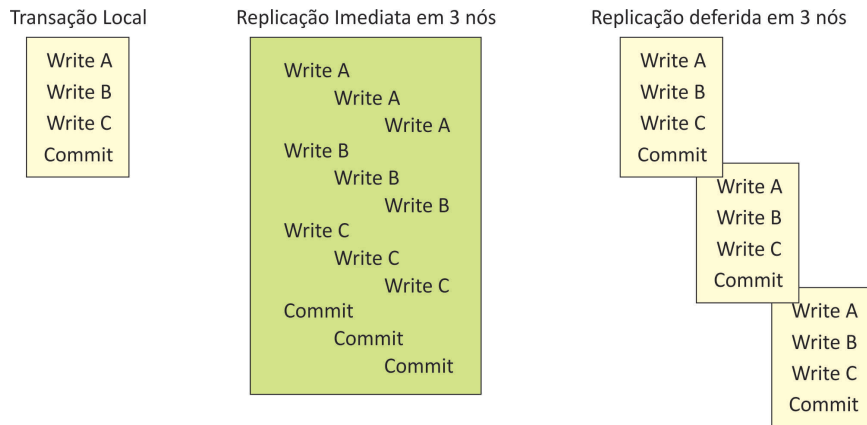 Transação Local
Write A
Write B
Write C
Commit
Replicação Imediata em 3 nós
Write A
Write A
Write A
Write B
Write B
Write B
Write C
Write C
Write C
Commit
Commit
Commit
Replicação deferida em 3 nós
Write A
Write B
Write C
Commit
Write A
Write B
Write C
Commit
Write A
Write B
Write C
Commit